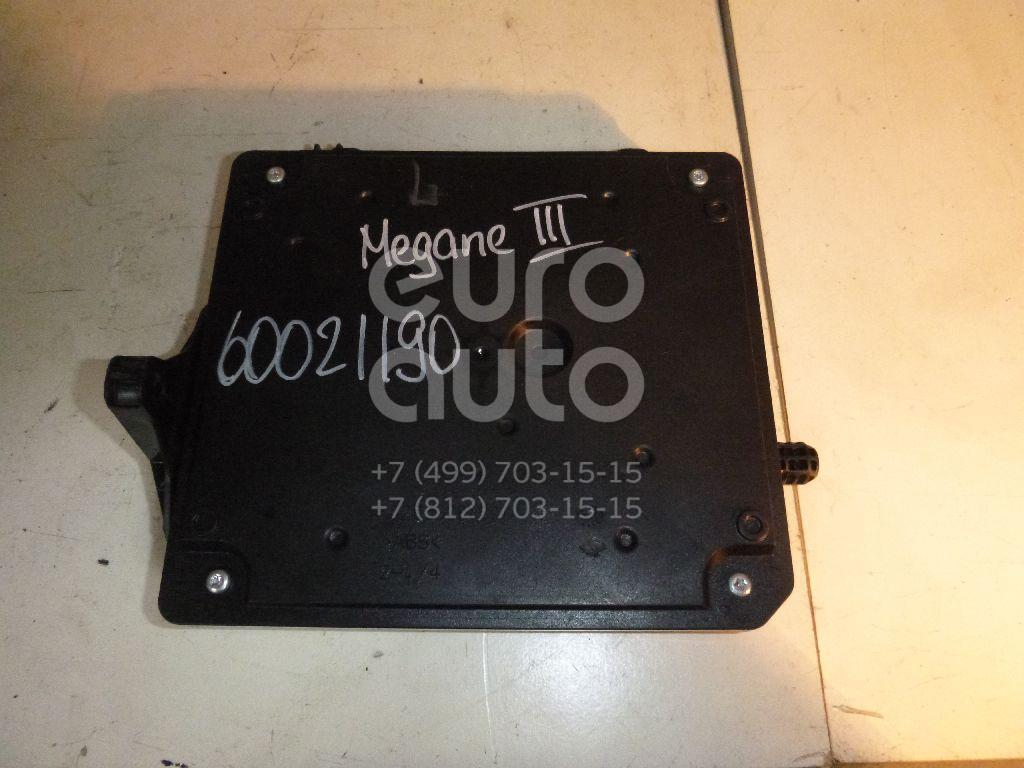 Megane III
60021190
euro
auto
+7 (499) 703-15-15
+7 (812) 703-15-15